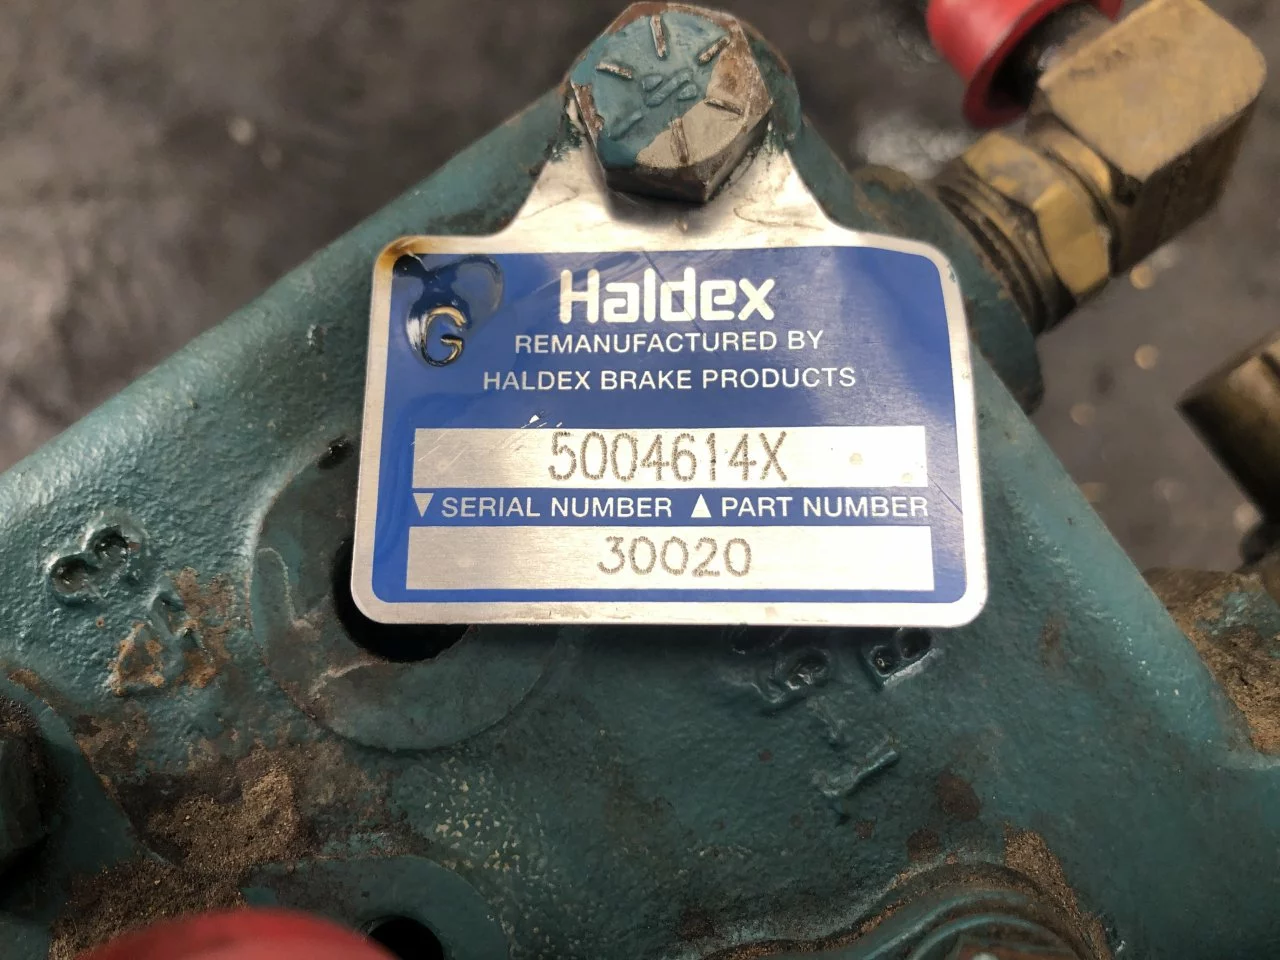 Haldex
G
REMANUFACTURED BY
HALDEX BRAKE PRODUCTS
5004614X
▼ SERIAL NUMBER ▲ PART NUMBER
30020